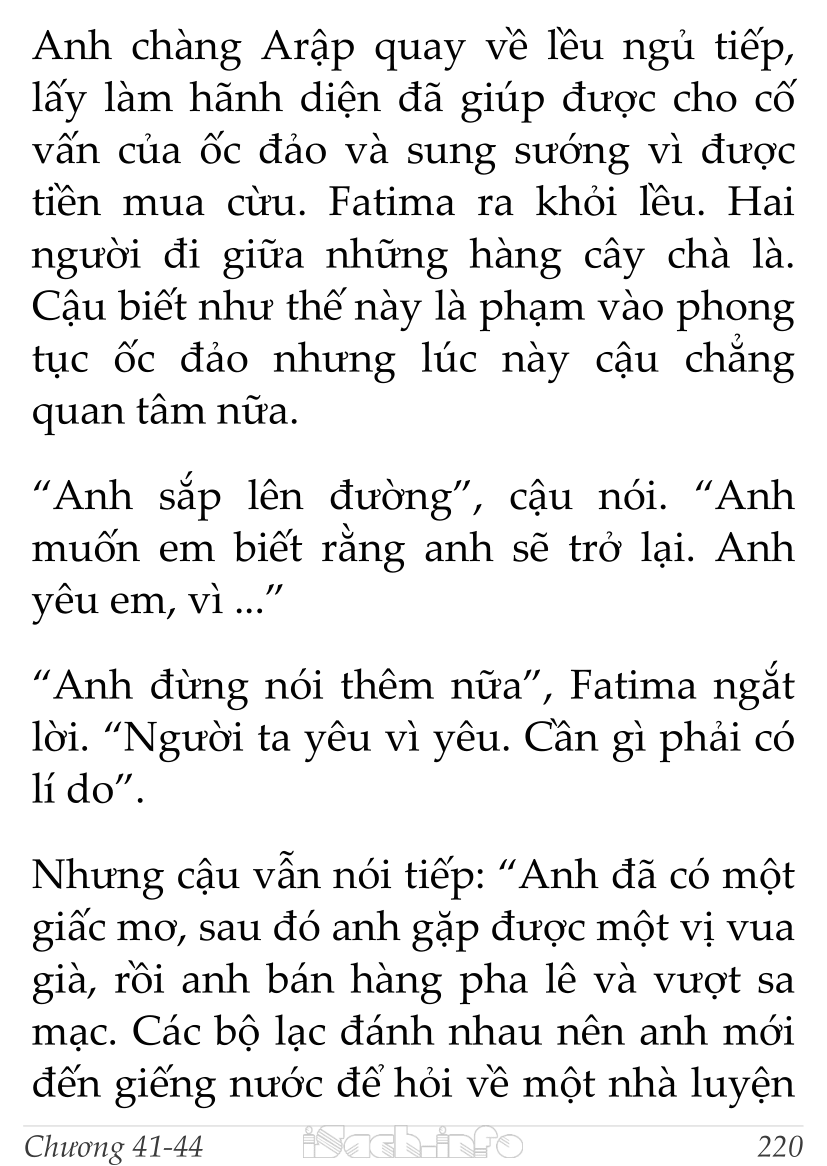 Anh chàng Arập quay về lều ngủ tiếp,
lấy làm hãnh diện đã giúp được cho cố
vấn của ốc đảo và sung sướng vì được
tiền mua cừu. Fatima ra khỏi lều. Hai
người đi giữa những hàng cây chà là.
Cậu biết như thế này là phạm vào phong
tục ốc đảo nhưng lúc này cậu chẳng
quan tâm nữa.
“Anh sắp lên đường”, cậu nói. “Anh
muốn em biết rằng anh sẽ trở lại. Anh
yêu em, vì ...”
“Anh đừng nói thêm nữa”, Fatima ngắt
lời. “Người ta yêu vì yêu. Cần gì phải có
lí do”.
Nhưng cậu vẫn nói tiếp: “Anh đã có một
giấc mơ, sau đó anh gặp được một vị vua
già, rồi anh bán hàng pha lê và vượt sa
mạc. Các bộ lạc đánh nhau nên anh mới
đến giếng nước để hỏi về một nhà luyện
Chương 41-44 iSach.info 220